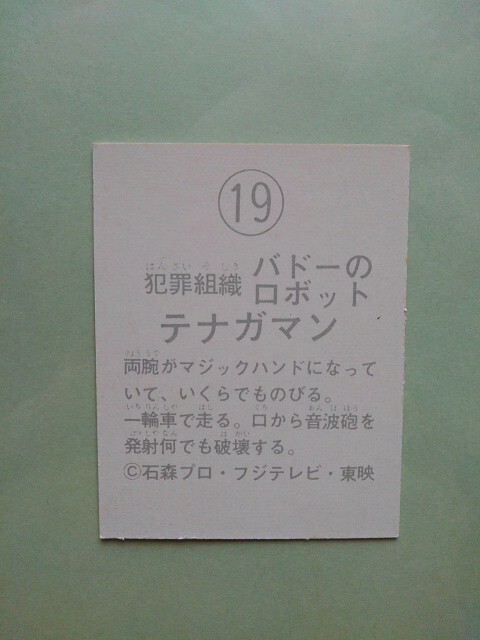 19
犯罪組織 バドーの
ロボット
テナガマン
両腕がマジックハンドになって
いて、いくらでものびる。
一輪車で走る。口から音波砲を
発射何でも破壊する。
©石森プロ・フジテレビ・東映